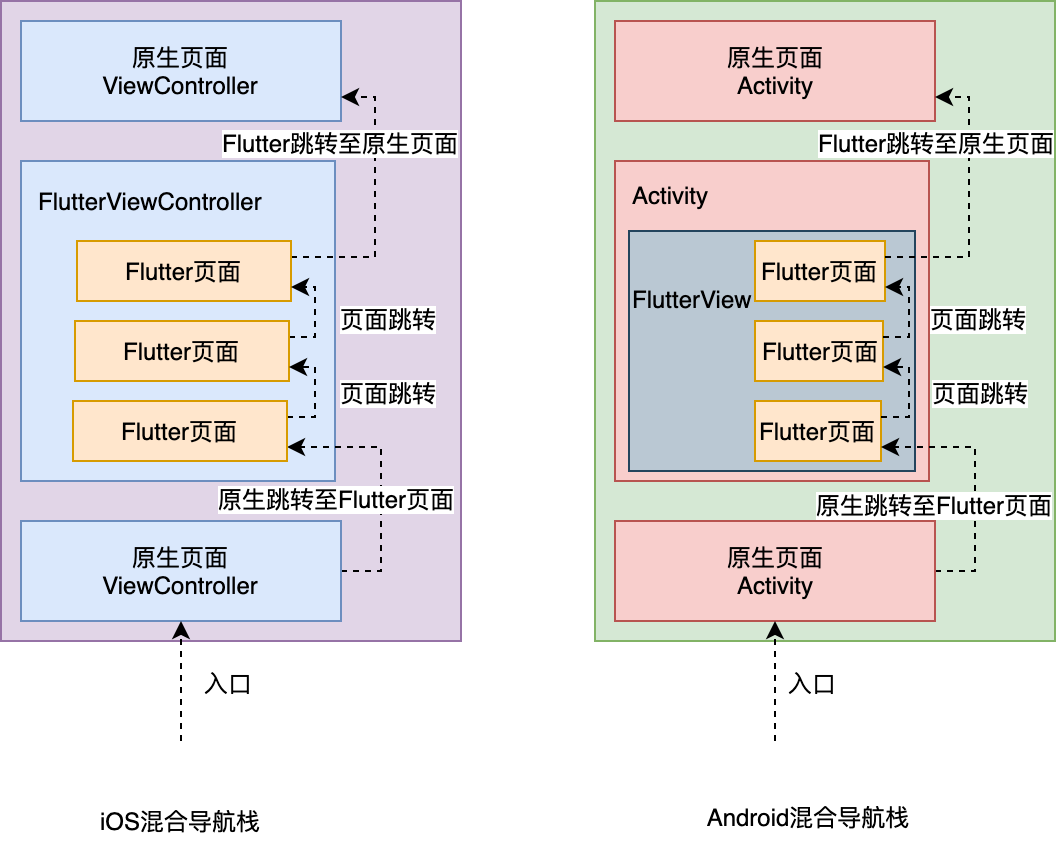 原生页面
ViewController
Flutter跳转至原生页面
FlutterViewController
Flutter页面
页面跳转
Flutter页面
页面跳转
Flutter页面
原生跳转至Flutter页面
原生页面
ViewController
入口
iOS混合导航栈
原生页面
Activity
Flutter跳转至原生页面
Activity
Flutter页面
FlutterView
页面跳转
Flutter页面
页面跳转
Flutter页面
原生跳转至Flutter页面
原生页面
Activity
入口
Android混合导航栈